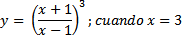 y = ((x + 1)/(x − 1))³ ; cuando x = 3